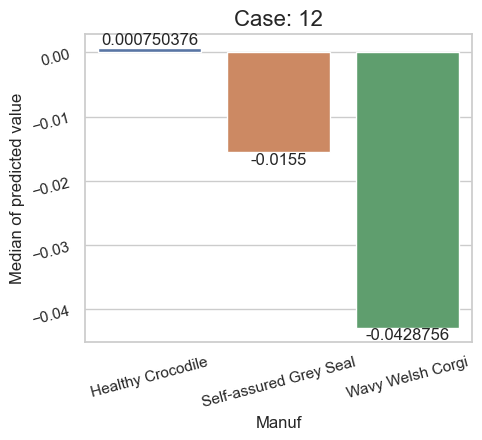 Case: 12
0.000750376
0.00
−0.01
-0.0155
−0.02
−0.03
−0.04
-0.0428756
Median of predicted value
Healthy Crocodile
Self-assured Grey Seal
Wavy Welsh Corgi
Manuf